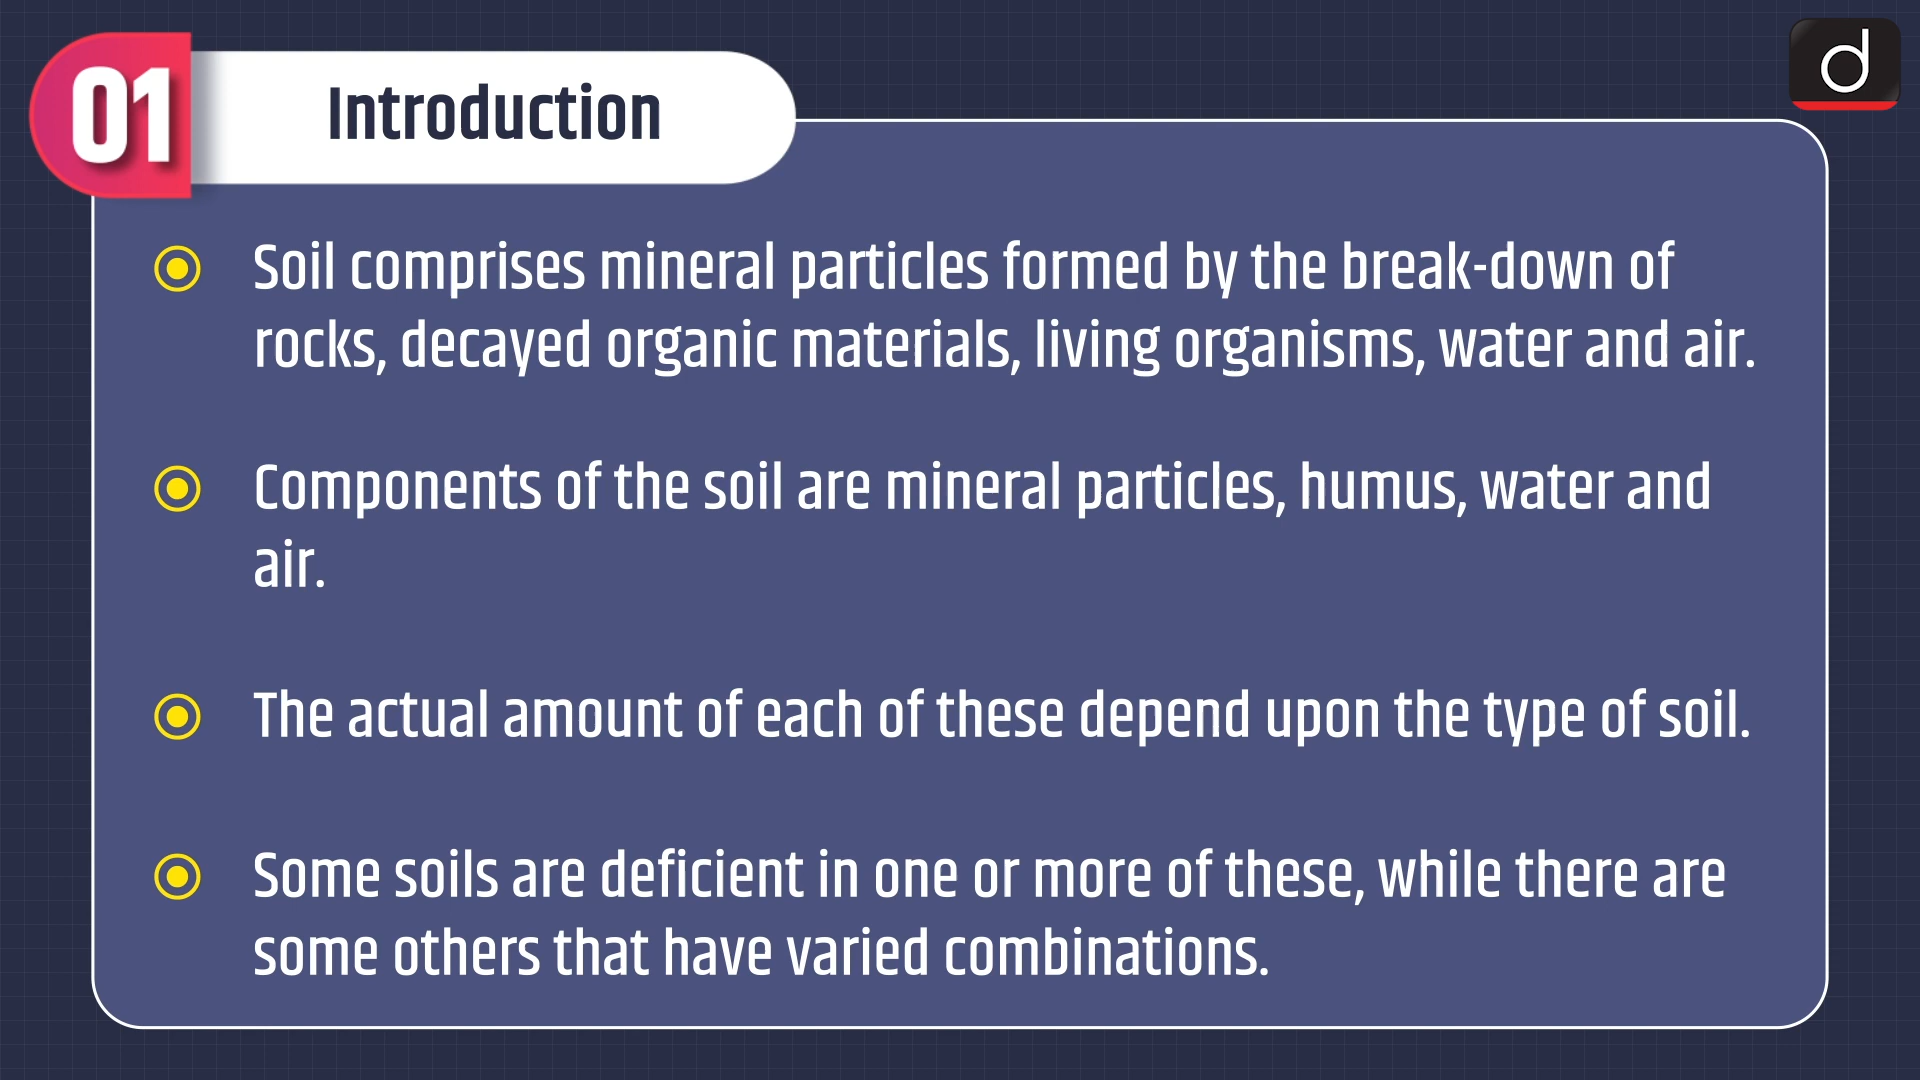 01
Introduction
d
Soil comprises mineral particles formed by the break-down of
rocks, decayed organic materials, living organisms, water and air.
Components of the soil are mineral particles, humus, water and
air.
The actual amount of each of these depend upon the type of soil.
Some soils are deficient in one or more of these, while there are
some others that have varied combinations.